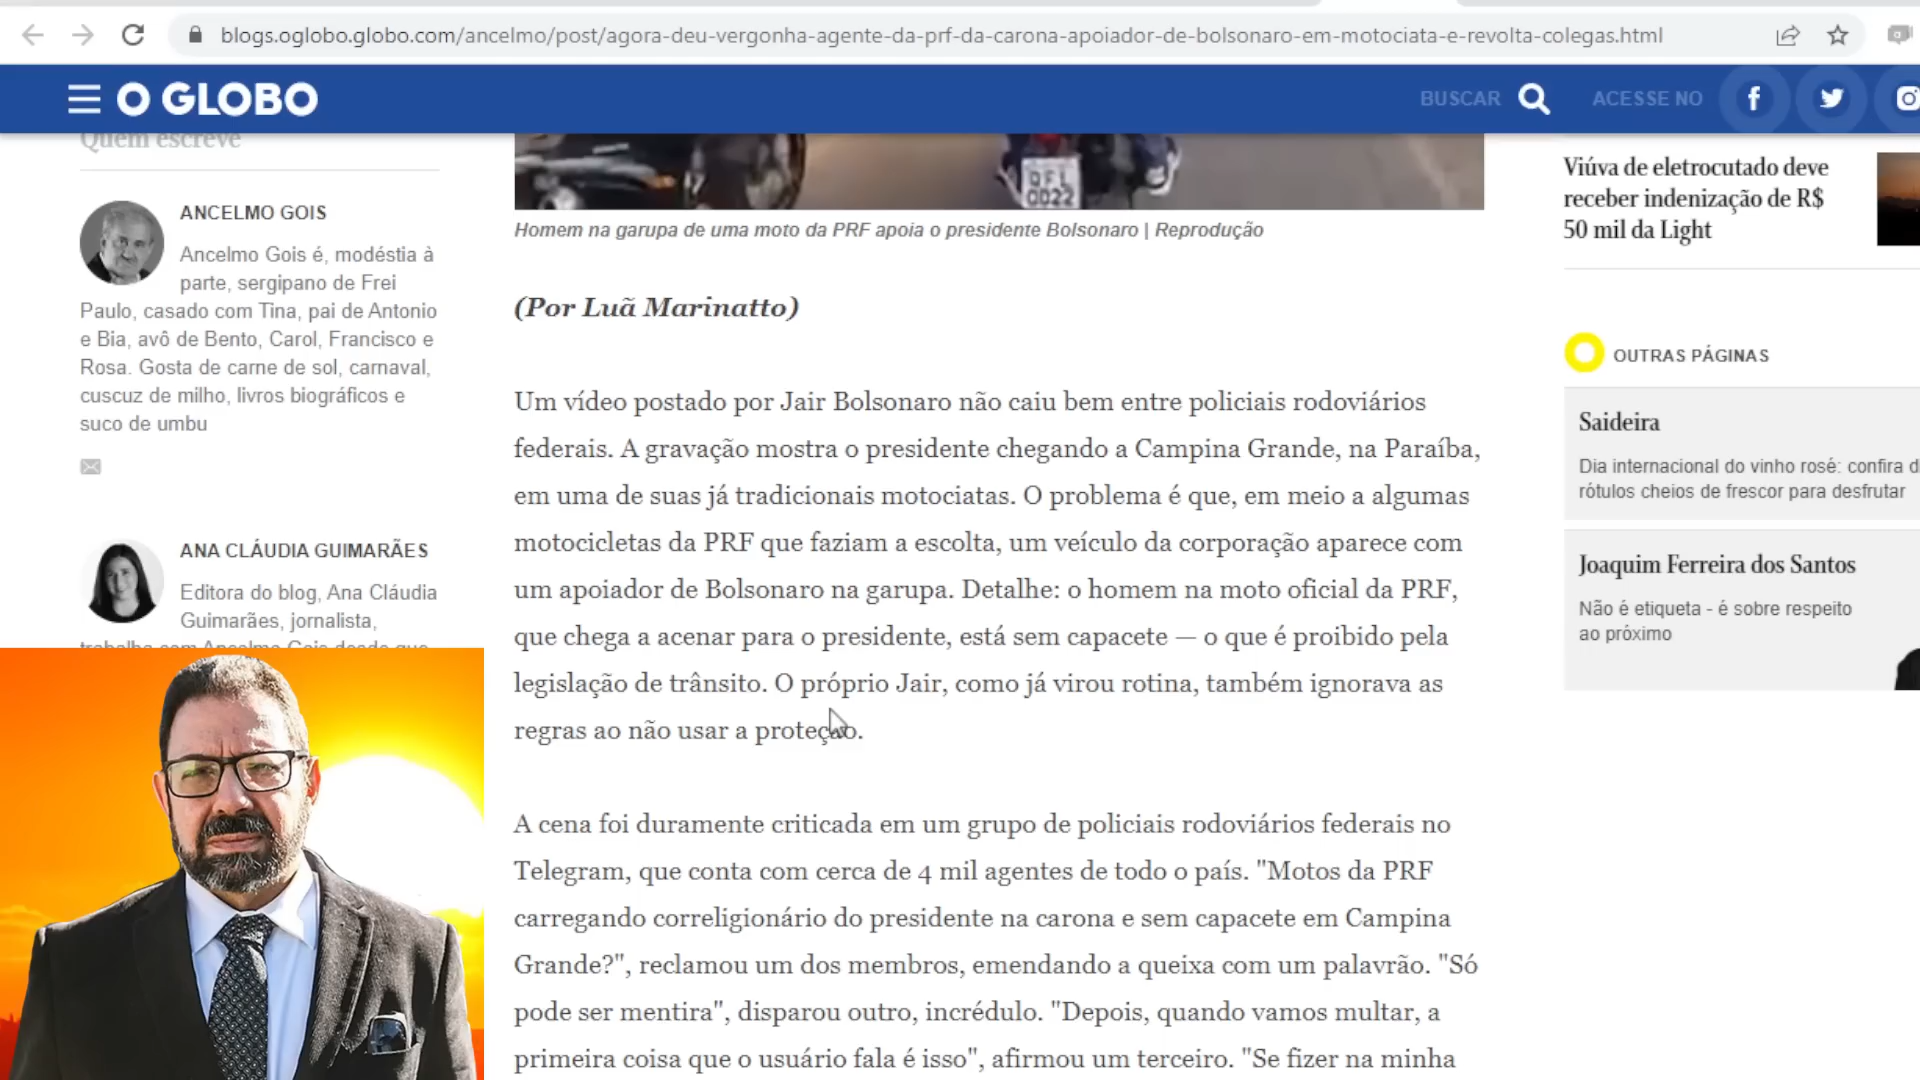 blogs.oglobo.globo.com/ancelmo/post/agora-deu-vergonha-agente-da-prf-da-carona-apoiador-de-bolsonaro-em-motociata-e-revolta-colegas.html
O GLOBO
BUSCAR
ACESSE NO
Quem escreve
ANCELMO GOIS
Ancelmo Gois é, modéstia à
parte, sergipano de Frei
Paulo, casado com Tina, pai de Antonio
e Bia, avô de Bento, Carol, Francisco e
Rosa. Gosta de carne de sol, carnaval,
cuscuz de milho, livros biográficos e
suco de umbu
ANA CLÁUDIA GUIMARÃES
Editora do blog, Ana Cláudia
Guimarães, jornalista,
trabalha com Ancelmo Gois desde que
QFL
0022
Homem na garupa de uma moto da PRF apoia o presidente Bolsonaro | Reprodução
(Por Luã Marinatto)
Um vídeo postado por Jair Bolsonaro não caiu bem entre policiais rodoviários
federais. A gravação mostra o presidente chegando a Campina Grande, na Paraíba,
em uma de suas já tradicionais motociatas. O problema é que, em meio a algumas
motocicletas da PRF que faziam a escolta, um veículo da corporação aparece com
um apoiador de Bolsonaro na garupa. Detalhe: o homem na moto oficial da PRF,
que chega a acenar para o presidente, está sem capacete — o que é proibido pela
legislação de trânsito. O próprio Jair, como já virou rotina, também ignorava as
regras ao não usar a proteção.
A cena foi duramente criticada em um grupo de policiais rodoviários federais no
Telegram, que conta com cerca de 4 mil agentes de todo o país. "Motos da PRF
carregando correligionário do presidente na carona e sem capacete em Campina
Grande?", reclamou um dos membros, emendando a queixa com um palavrão. "Só
pode ser mentira", disparou outro, incrédulo. "Depois, quando vamos multar, a
primeira coisa que o usuário fala é isso", afirmou um terceiro. "Se fizer na minha
Viúva de eletrocutado deve
receber indenização de R$
50 mil da Light
OUTRAS PÁGINAS
Saideira
Dia internacional do vinho rosé: confira
rótulos cheios de frescor para desfrutar
Joaquim Ferreira dos Santos
Não é etiqueta - é sobre respeito
ao próximo